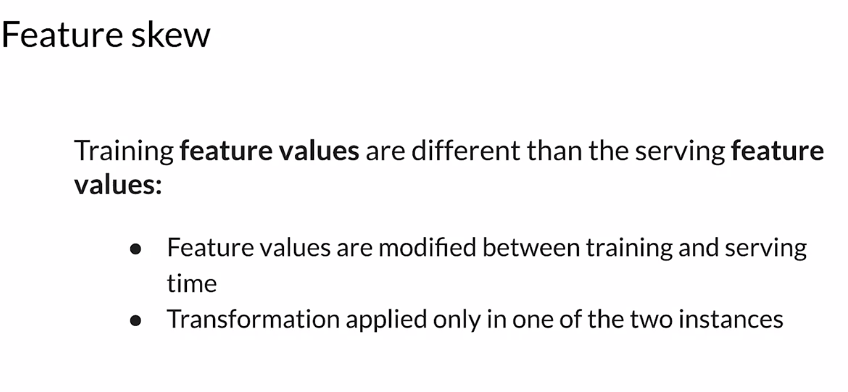 Feature skew
Training feature values are different than the serving feature
values:
● Feature values are modified between training and serving
time
● Transformation applied only in one of the two instances